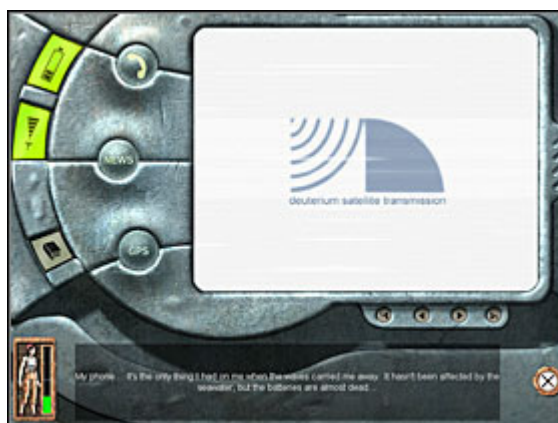 NEWS
GPS
deuterium satellite transmission
My phone... It's the only thing I had on me when the waves carried me away. It hasn't been affected by the
seawater, but the batteries are almost dead...